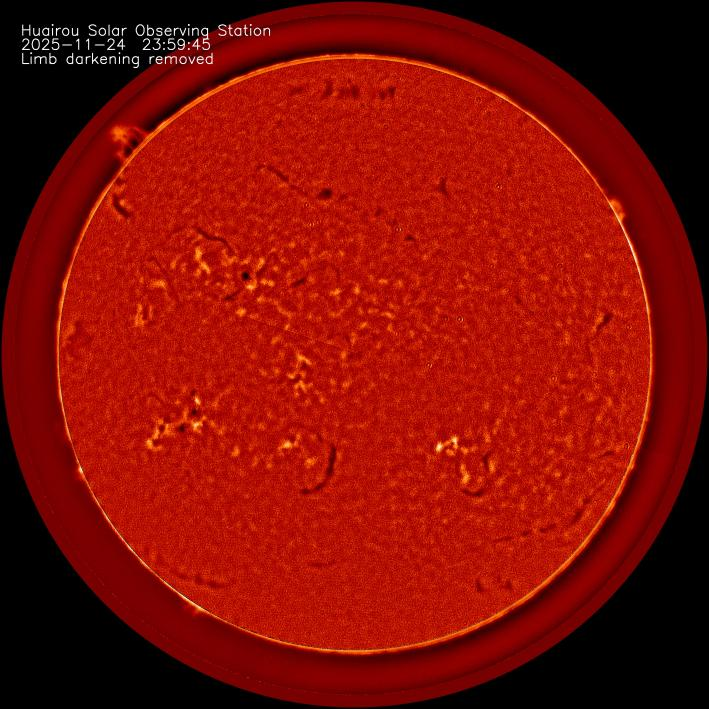 Huairou Solar Observing Station
2025-11-24 23:59:45
Limb darkening removed